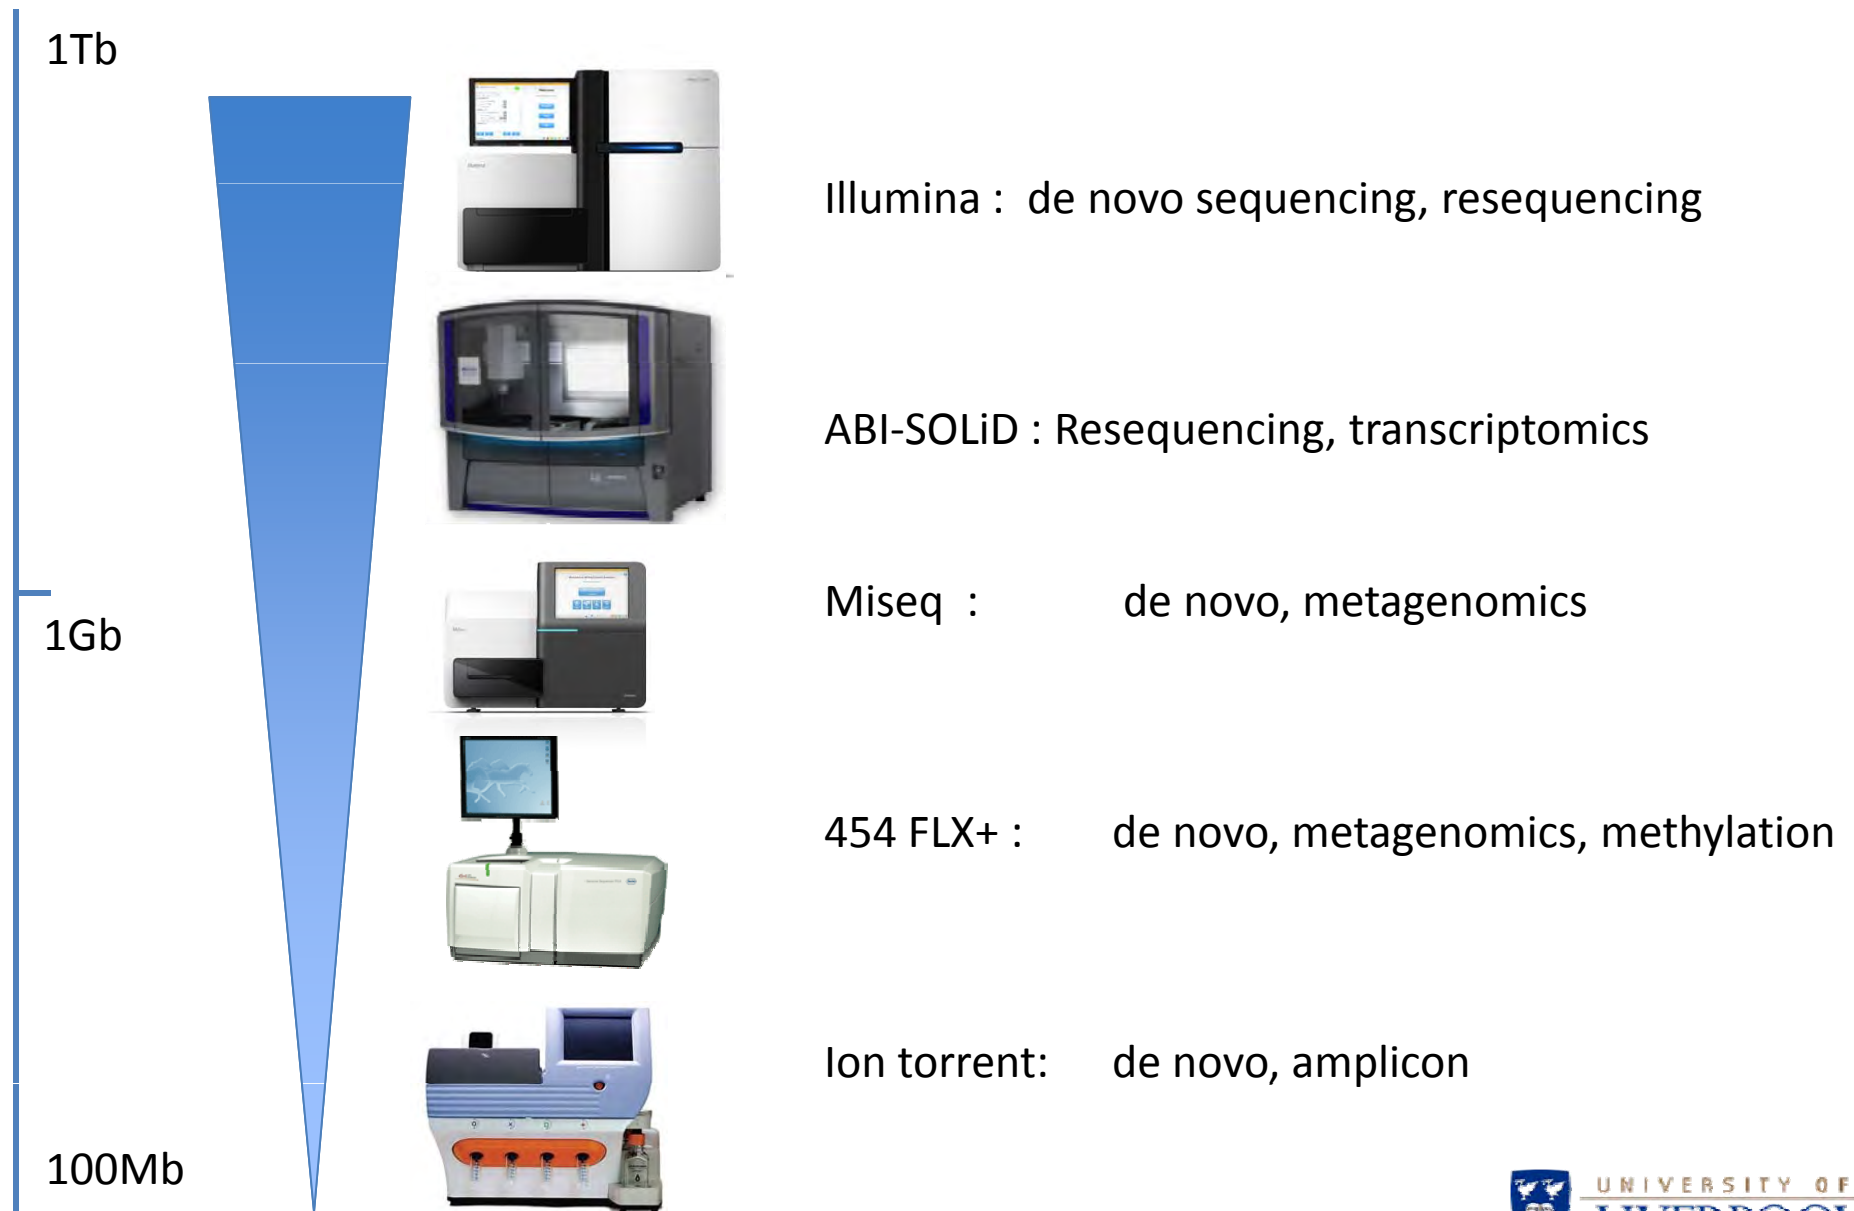 1Tb
Illumina : de novo sequencing, resequencing
ABI-SOLiD : Resequencing, transcriptomics
Miseq : de novo, metagenomics
1Gb
454 FLX+ : de novo, metagenomics, methylation
Ion torrent: de novo, amplicon
100Mb
UNIVERSITY OF
LIVERPOOL